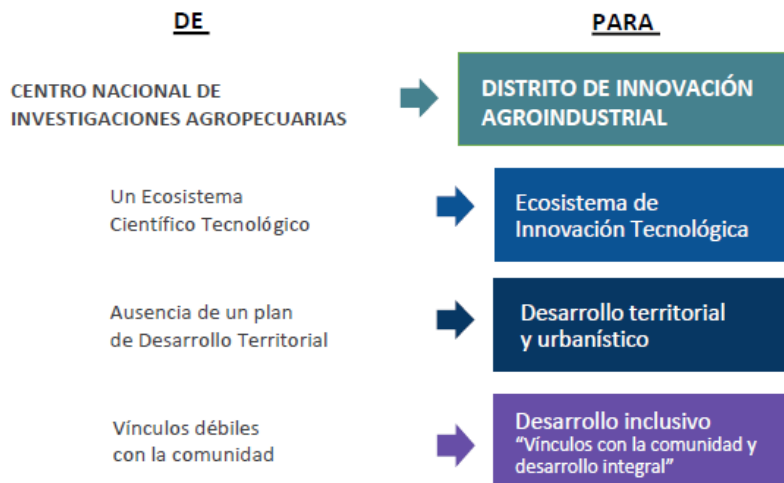 DE
PARA
CENTRO NACIONAL DE
INVESTIGACIONES AGROPECUARIAS
DISTRITO DE INNOVACIÓN
AGROINDUSTRIAL
Un Ecosistema
Científico Tecnológico
Ecosistema de
Innovación Tecnológica
Ausencia de un plan
de Desarrollo Territorial
Desarrollo territorial
y urbanístico
Vínculos débiles
con la comunidad
Desarrollo inclusivo
“Vínculos con la comunidad y
desarrollo integral”